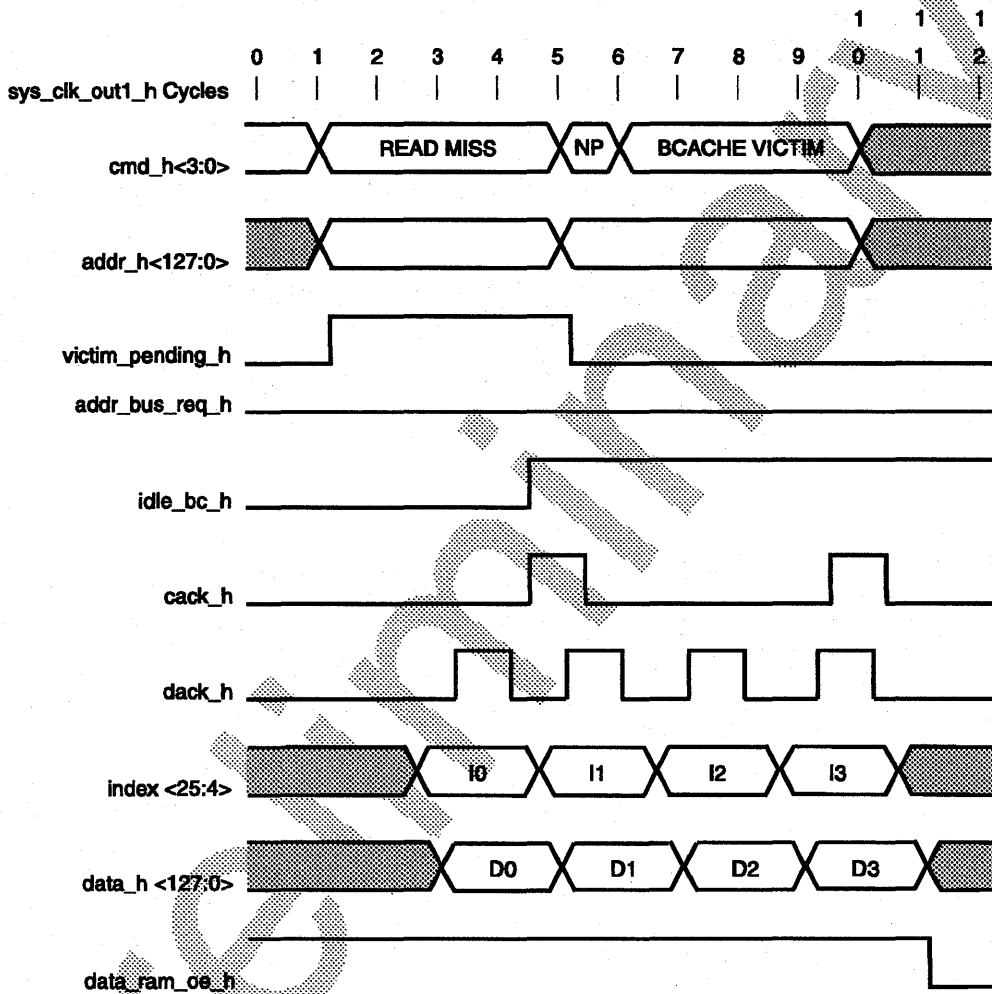 1 1 1
0 1 2 3 4 5 6 7 8 9 0 1 2
sys_clk_out1_h Cycles
READ MISS NP BCACHE VICTIM
cmd_h<3:0>
addr_h<127:0>
victim_pending_h
addr_bus_req_h
idle_bc_h
cack_h
dack_h
I0 I1 I2 I3
index <25:4>
D0 D1 D2 D3
data_h <127:0>
data_ram_oe_h